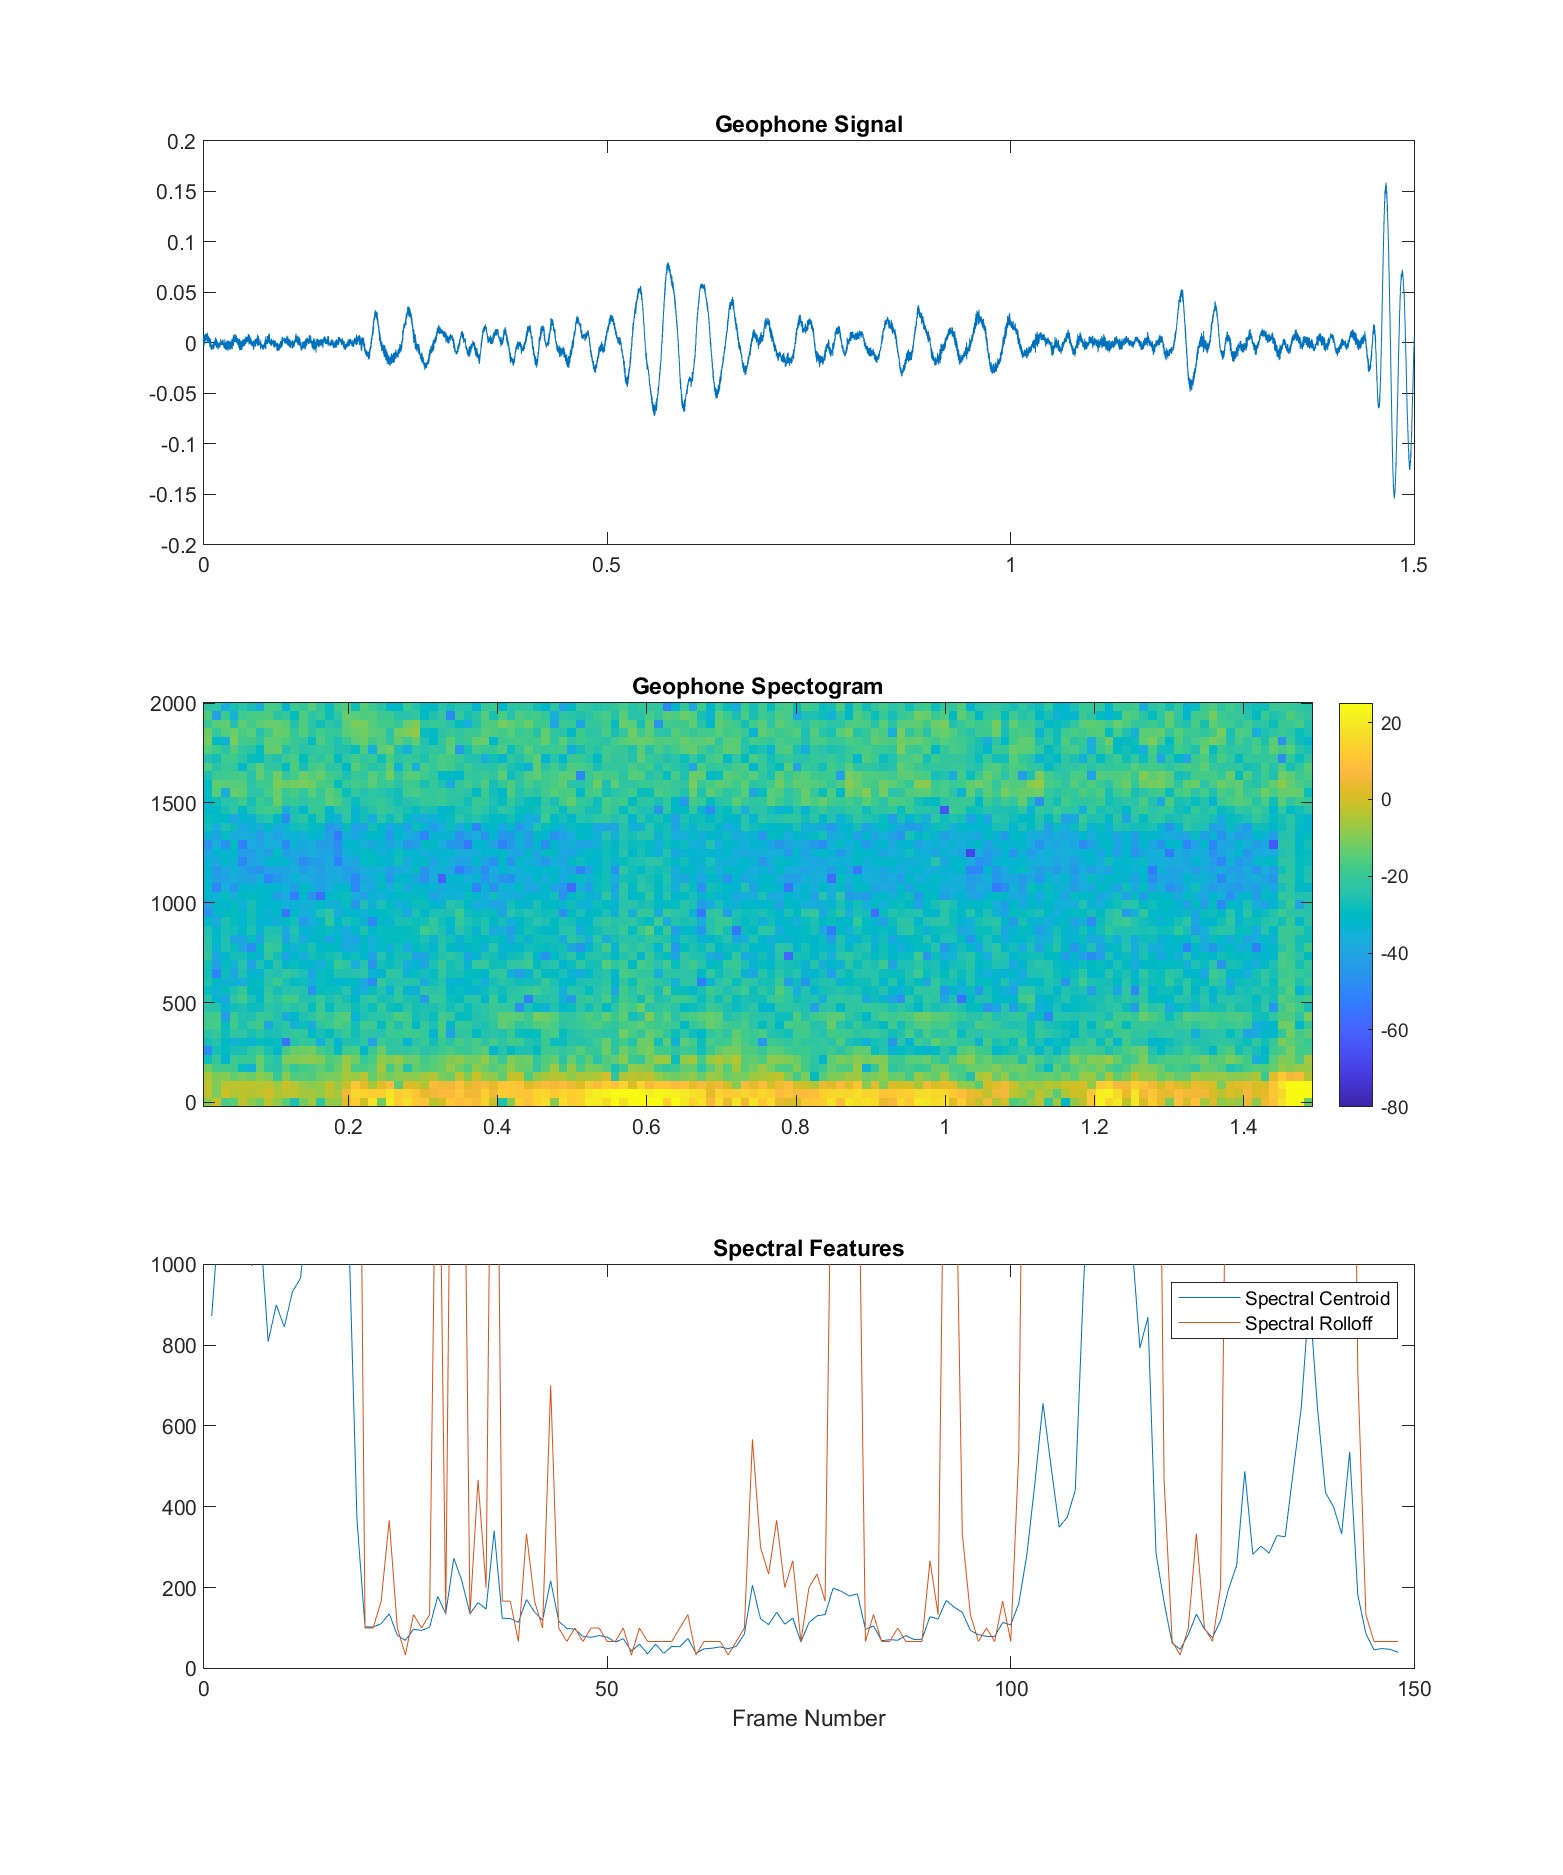 Geophone Signal
0.2
0.15
0.1
0.05
0
-0.05
-0.1
-0.15
-0.2
0 0.5 1 1.5
Geophone Spectogram
2000
1500
1000
500
0
20
0
-20
-40
-60
-80
0.2 0.4 0.6 0.8 1 1.2 1.4
Spectral Features
1000
800
600
400
200
0
Spectral Centroid
Spectral Rolloff
0 50 100 150
Frame Number